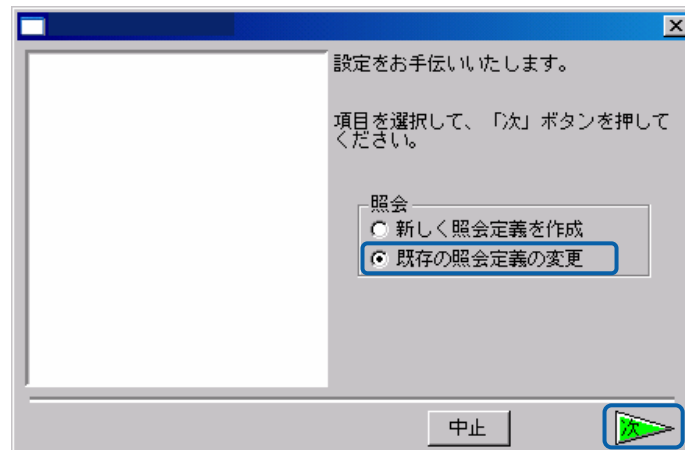 設定をお手伝いいたします。
項目を選択して、「次」ボタンを押して
ください。
照会
新しく照会定義を作成
既存の照会定義の変更
中止
次